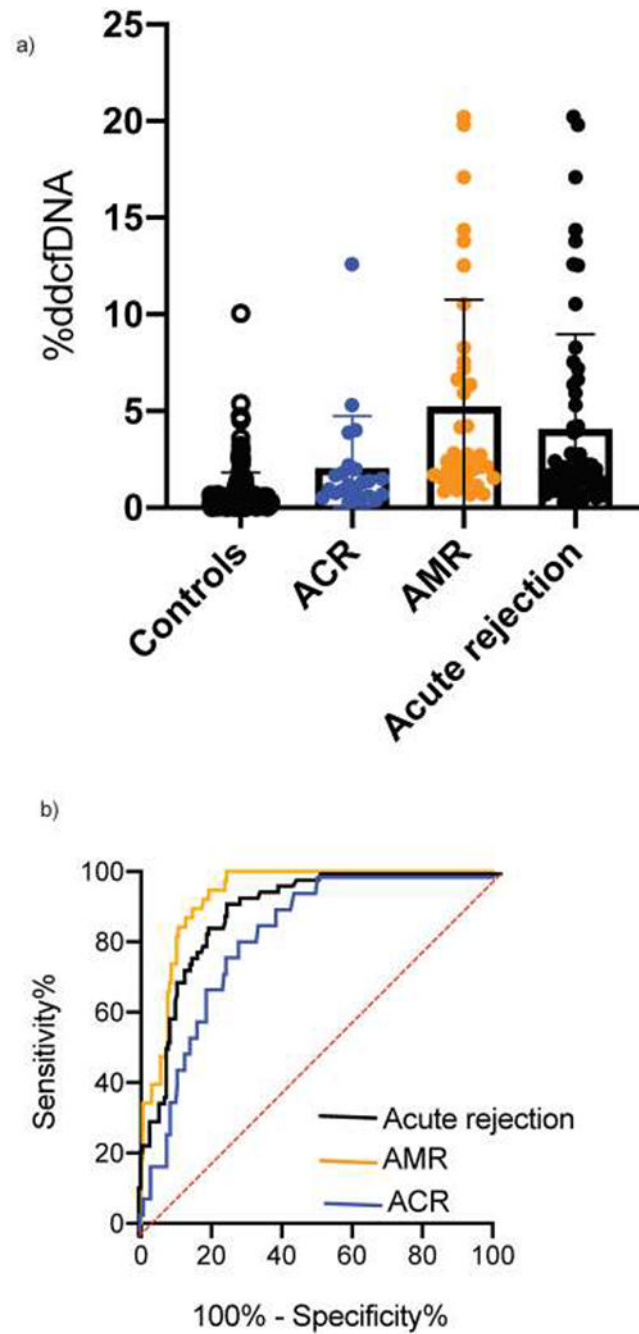 a)
25
20
15
10
5
0
%ddcfDNA
Controls
ACR
AMR
Acute rejection
b)
100
80
60
40
20
0
Sensitivity%
Acute rejection
AMR
ACR
0 20 40 60 80 100
100% - Specificity%